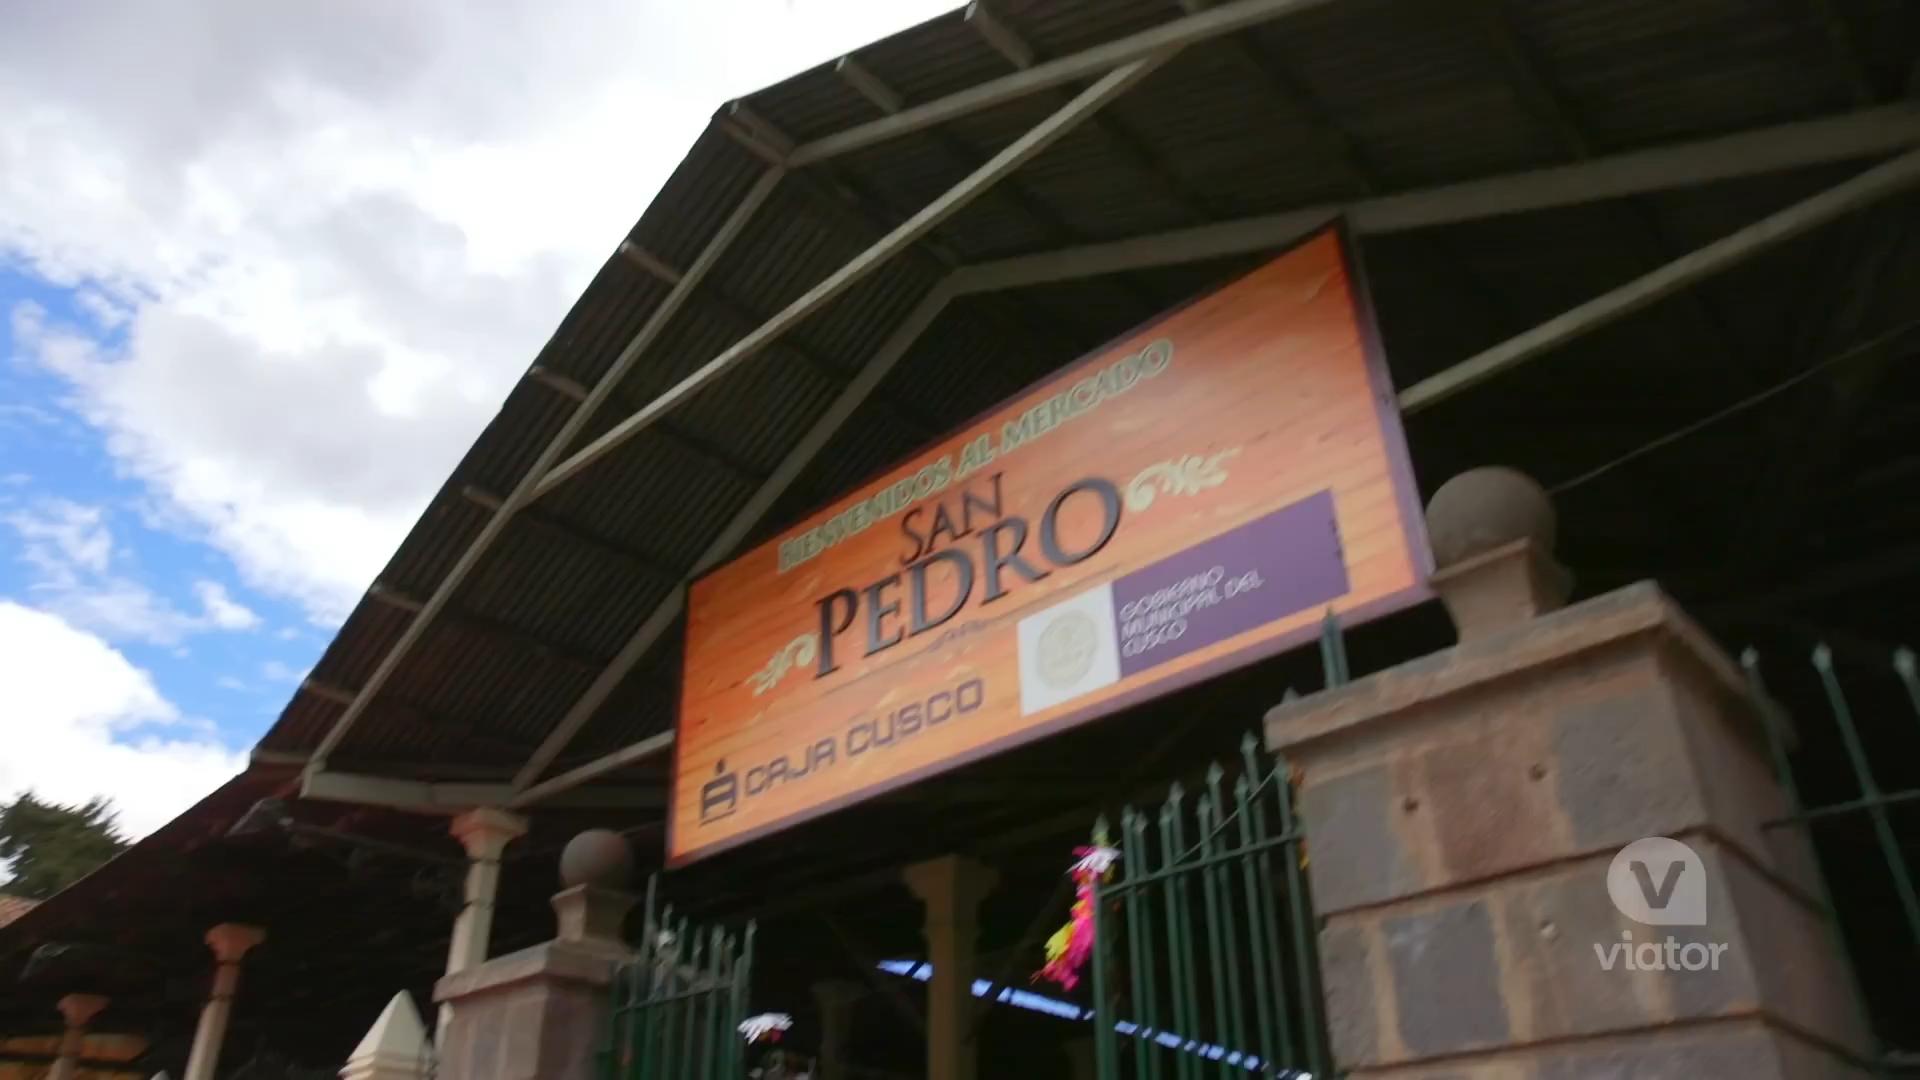 BIENVENIDOS AL MERCADO
SAN
PEDRO
CAJA CUSCO
GOBIERNO
MUNICIPAL DEL
CUSCO
viator